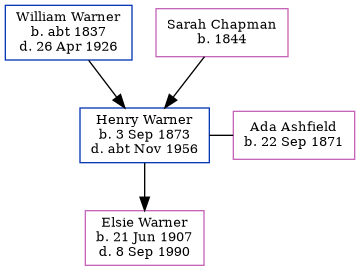 William Warner
b. abt 1837
d. 26 Apr 1926
Sarah Chapman
b. 1844
Henry Warner
b. 3 Sep 1873
d. abt Nov 1956
Ada Ashfield
b. 22 Sep 1871
Elsie Warner
b. 21 Jun 1907
d. 8 Sep 1990